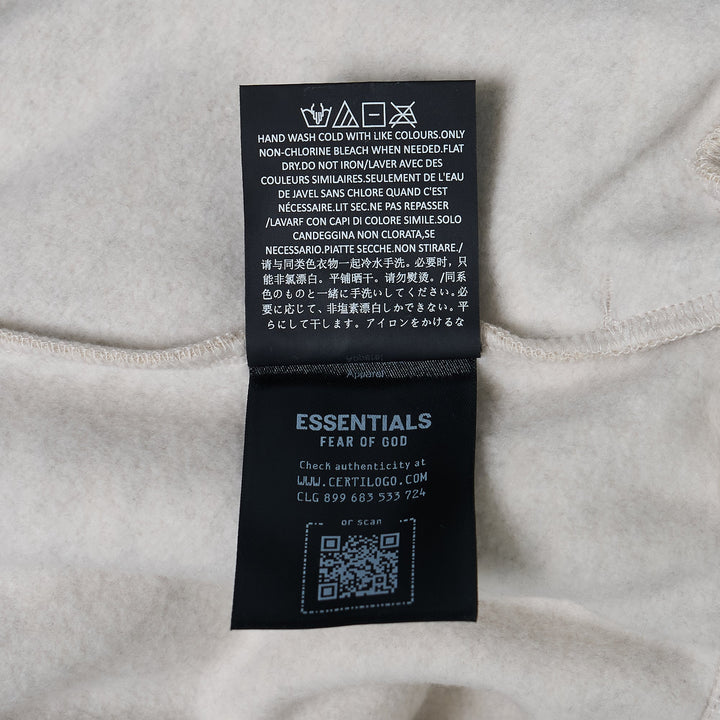 HAND WASH COLD WITH LIKE COLOURS.ONLY
NON-CHLORINE BLEACH WHEN NEEDED.FLAT
DRY.DO NOT IRON/LAVER AVEC DES
COULEURS SIMILAIRES.SEULEMENT DE L'EAU
DE JAVEL SANS CHLORE QUAND C'EST
NÉCESSAIRE.LIT SEC.NE PAS REPASSER
/LAVARF CON CAPI DI COLORE SIMILE.SOLO
CANDEGGINA NON CLORATA,SE
NECESSARIO.PIATTE SECCHE.NON STIRARE./
请与同类色衣物一起冷水手洗。必要时，只
能非氯漂白。平铺晒干。请勿熨烫。/同系
色のものと一緒に手洗いしてください。必
要に応じて、非塩素漂白しかできない。平
らにして干します。アイロンをかけるな
Apparel
ESSENTIALS
FEAR OF GOD
Check authenticity at
WWW.CERTILOGO.COM
CLG 899 683 533 724
or scan